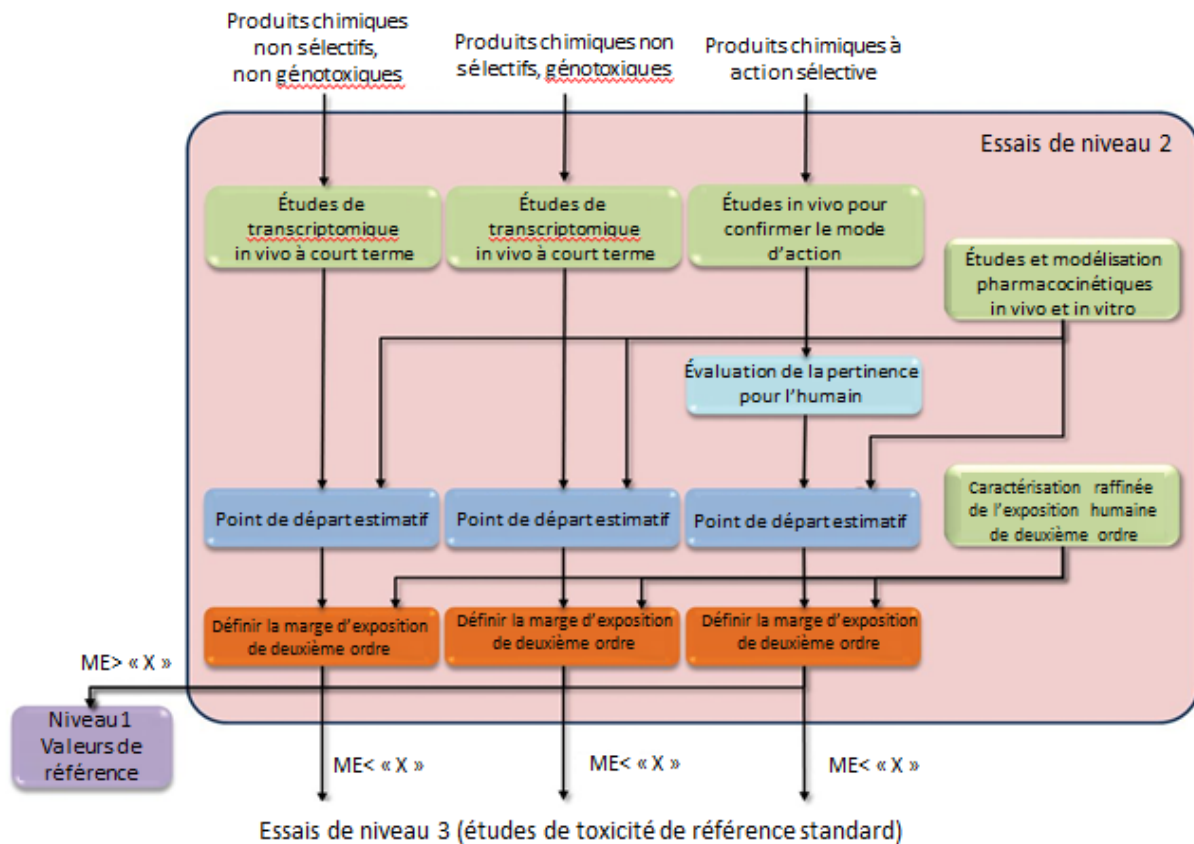 Produits chimiques
non sélectifs,
non génotoxiques
Produits chimiques non
sélectifs, génotoxiques
Produits chimiques à
action sélective
Essais de niveau 2
Études de
transcriptomique
in vivo à court terme
Études de
transcriptomique
in vivo à court terme
Études in vivo pour
confirmer le mode
d'action
Études et modélisation
pharmacocinétiques
in vivo et in vitro
Évaluation de la pertinence
pour l'humain
Point de départ estimatif
Point de départ estimatif
Point de départ estimatif
Caractérisation raffinée
de l'exposition humaine
de deuxième ordre
Définir la marge d'exposition
de deuxième ordre
Définir la marge d'exposition
de deuxième ordre
Définir la marge d'exposition
de deuxième ordre
ME> « X »
Niveau 1
Valeurs de
référence
ME< « X »
ME< « X »
ME< « X »
Essais de niveau 3 (études de toxicité de référence standard)